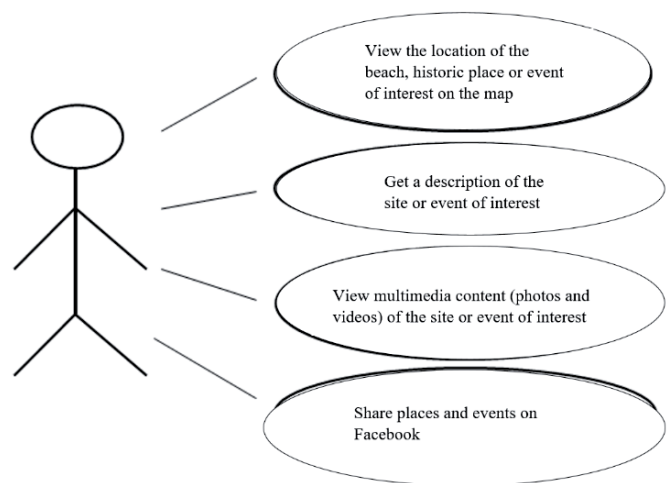 View the location of the
beach, historic place or event
of interest on the map
Get a description of the
site or event of interest
View multimedia content (photos and
videos) of the site or event of interest
Share places and events on
Facebook